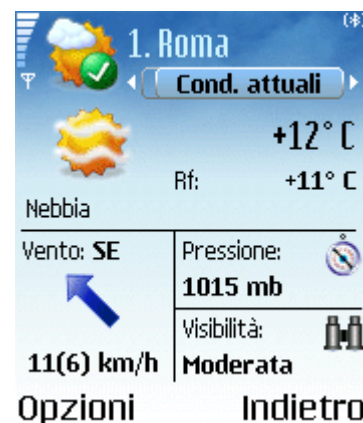 1. Roma
Cond. attuali
+12° C
Rf: +11° C
Nebbia
Vento: SE
11(6) km/h
Pressione:
1015 mb
Visibilità:
Moderata
Opzioni Indietro